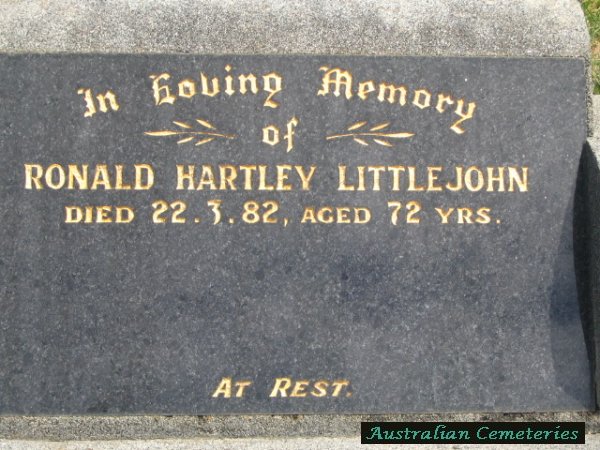 In Loving Memory
of
RONALD HARTLEY LITTLEJOHN
DIED 22.3.82, AGED 72 YRS.
AT REST.
Australian Cemeteries